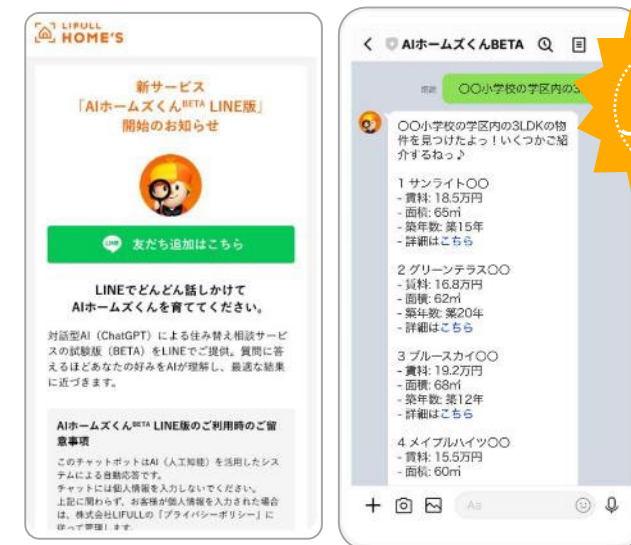 LIFULL
HOME'S
新サービス
「AIホームズくんBETA LINE版」
開始のお知らせ
LINE
友だち追加はこちら
LINEでどんどん話しかけて
AIホームズくんを育ててください。
対話型AI（ChatGPT）による住み替え相談サービ
スの試験版（BETA）をLINEでご提供。質問に答
えるほどあなたの好みをAIが理解し、最適な結果
に近づきます。
AIホームズくんBETA LINE版のご利用時のご留
意事項
このチャットボットはAI（人工知能）を活用したシス
テムによる自動応答です。
チャットには個人情報を入力しないでください。
上記に関わらず、お客様が個人情報を入力された場合
は、株式会社LIFULLの「プライバシーポリシー」に
従って管理します。
AIホームズくんBETA
既読
〇〇小学校の学区内の3
〇〇小学校の学区内の3LDKの物
件を見つけたよっ！いくつかご紹
介するねっ♪
1 サンライト〇〇
- 賃料: 18.5万円
- 面積: 65㎡
- 築年数: 築15年
- 詳細はこちら
2 グリーンテラス〇〇
- 賃料: 16.8万円
- 面積: 62㎡
- 築年数: 築20年
- 詳細はこちら
3 ブルースカイ〇〇
- 賃料: 19.2万円
- 面積: 68㎡
- 築年数: 築12年
- 詳細はこちら
4 メイプルハイツ〇〇
- 賃料: 15.5万円
- 面積: 60㎡
Aa